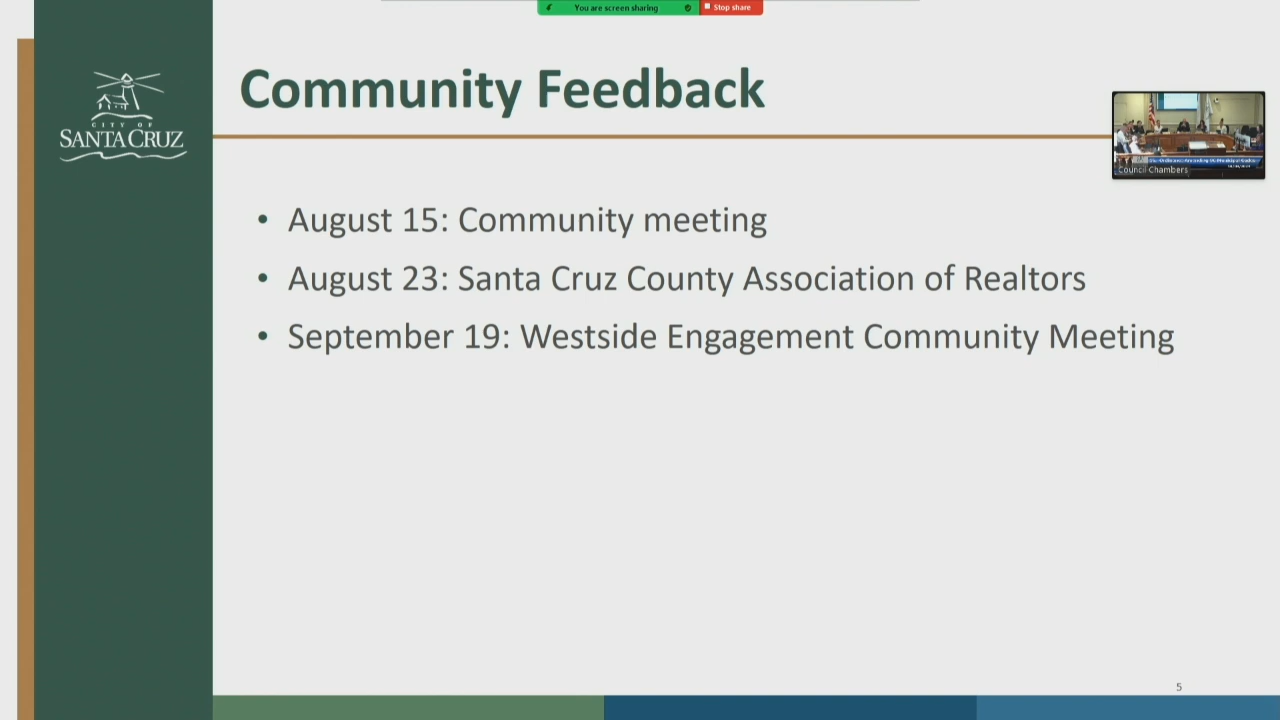 You are screen sharing
Stop share
CITY OF
SANTA CRUZ
Community Feedback
Council Chambers
• August 15: Community meeting
• August 23: Santa Cruz County Association of Realtors
• September 19: Westside Engagement Community Meeting
5